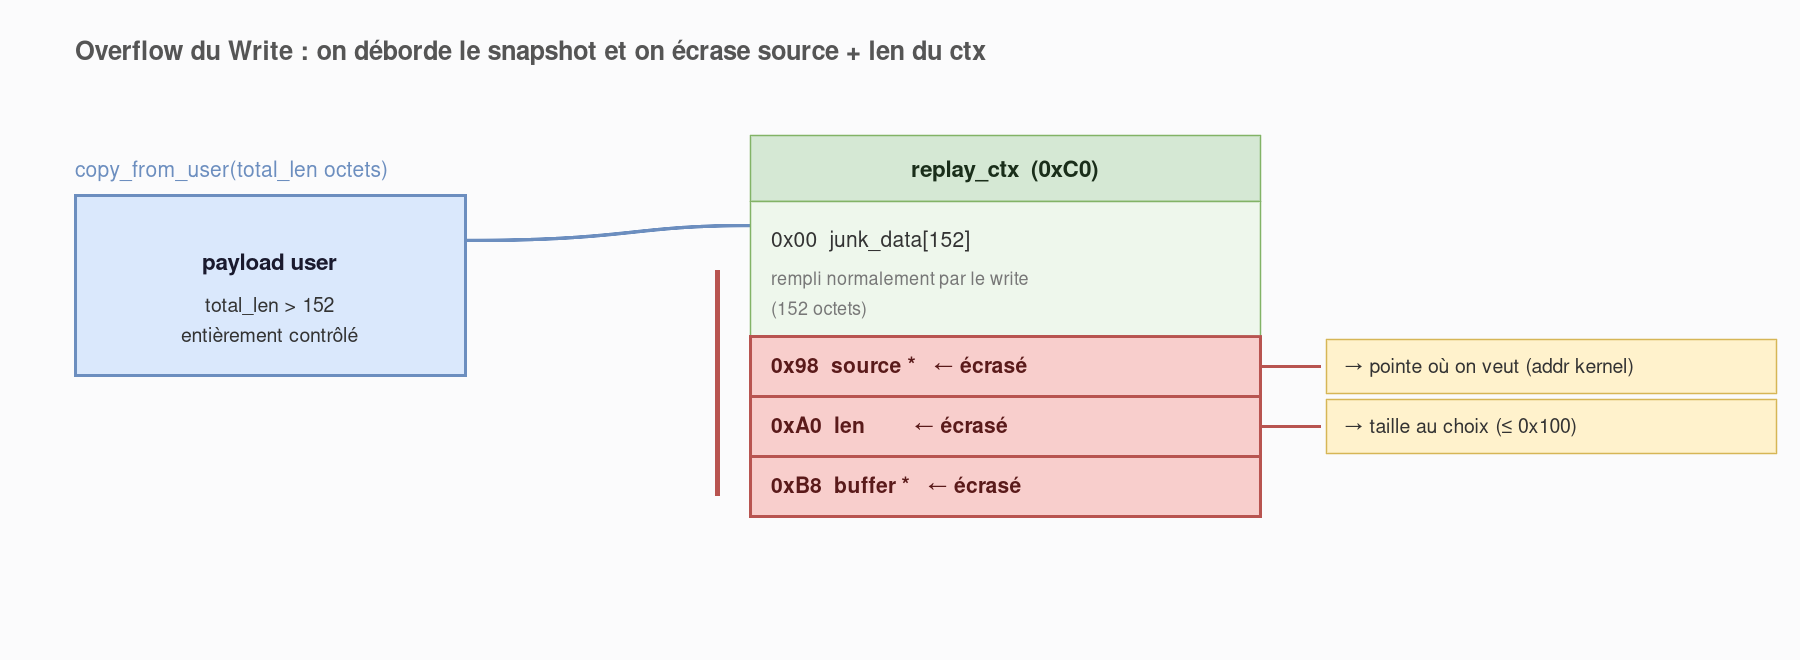 Overflow du Write : on déborde le snapshot et on écrase source + len du ctx
copy_from_user(total_len octets)
payload user
total_len > 152
entièrement contrôlé
replay_ctx (0xC0)
0x00 junk_data[152]
rempli normalement par le write
(152 octets)
0x98 source * ← écrasé
→ pointe où on veut (addr kernel)
0xA0 len ← écrasé
→ taille au choix (≤ 0x100)
0xB8 buffer * ← écrasé